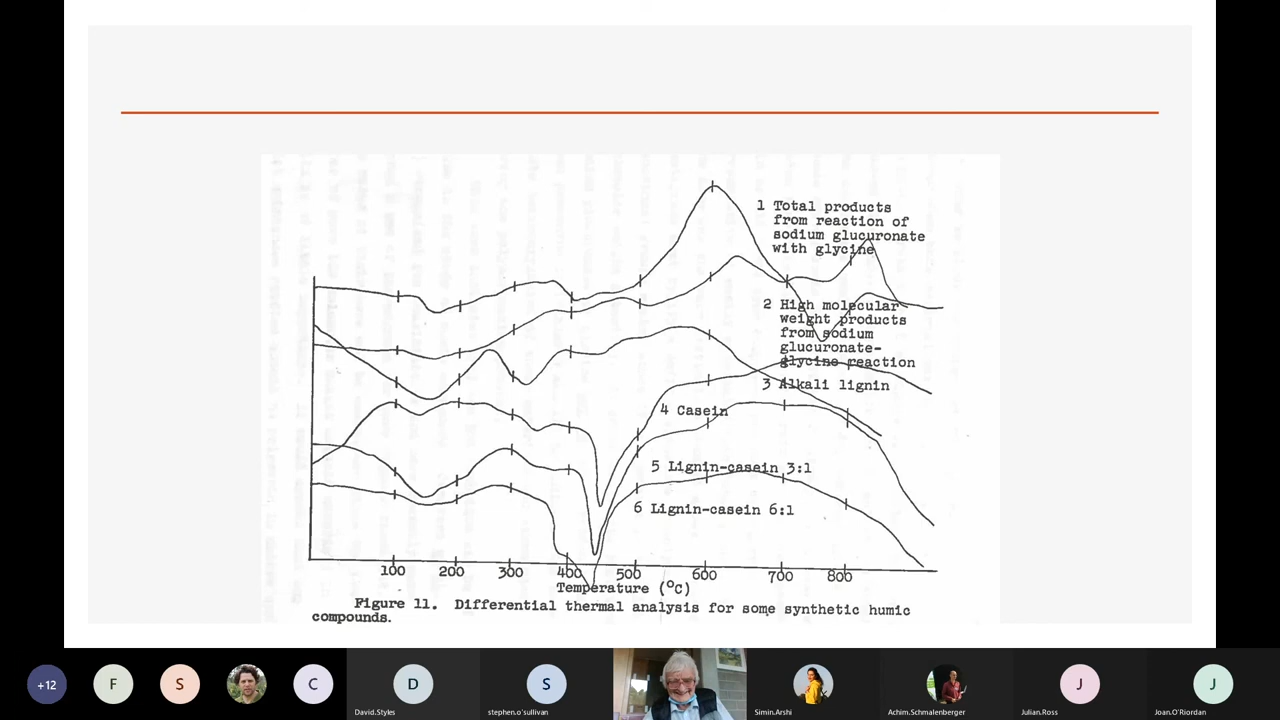 1 Total products
from reaction of
sodium glucuronate
with glycine
2 High molecular
weight products
from sodium
glucuronate-
glycine reaction
3 Alkali lignin
4 Casein
5 Lignin-casein 3:1
6 Lignin-casein 6:1
100 200 300 400 500 600 700 800
Temperature (°C)
Figure 11. Differential thermal analysis for some synthetic humic
compounds.
+12 F S C D S J J
David.Styles stephen.o'sullivan Simin.Arshi Achim.Schmalenberger Julian.Ross Joan.O'Riordan